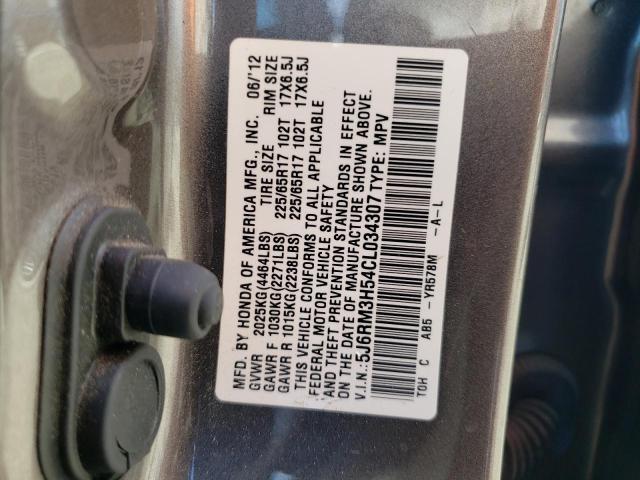 MFD. BY HONDA OF AMERICA MFG., INC. 06/'12
GVWR 2025KG(4464LBS) TIRE SIZE RIM SIZE
GAWR F 1030KG(2271LBS) 225/65R17 102T 17X6.5J
GAWR R 1015KG(2238LBS) 225/65R17 102T 17X6.5J
THIS VEHICLE CONFORMS TO ALL APPLICABLE
FEDERAL MOTOR VEHICLE SAFETY
AND THEFT PREVENTION STANDARDS IN EFFECT
ON THE DATE OF MANUFACTURE SHOWN ABOVE.
V.I.N.: 5J6RM3H54CL034307 TYPE: MPV
TOH C AB5 -YR578M -A-L